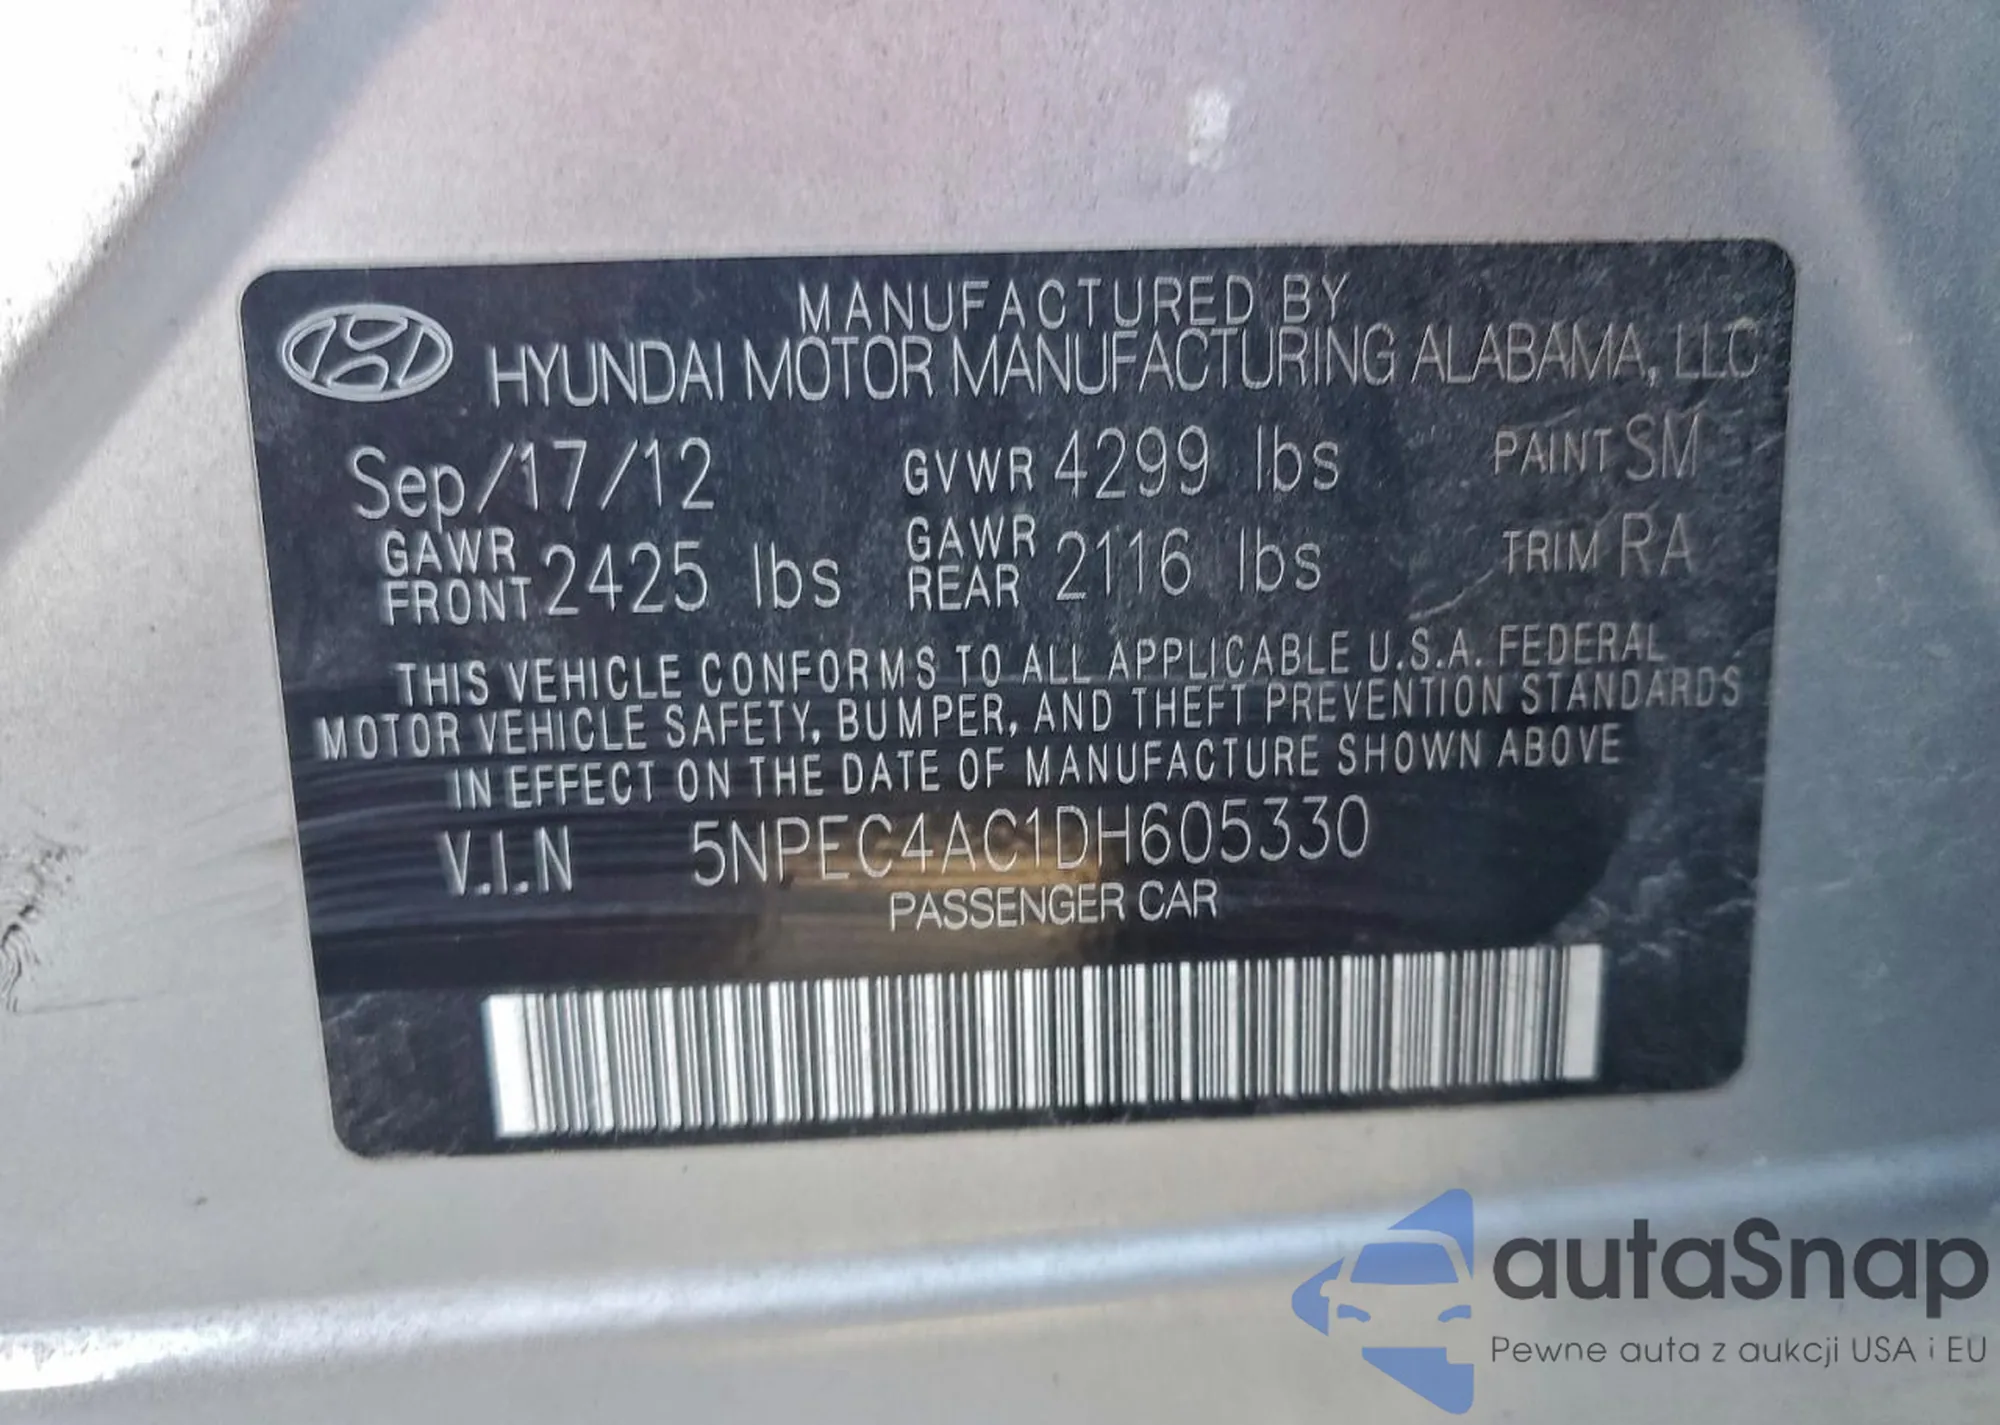 MANUFACTURED BY
HYUNDAI MOTOR MANUFACTURING ALABAMA, LLC
Sep/17/12 GVWR 4299 lbs PAINT SM
GAWR FRONT 2425 lbs GAWR REAR 2116 lbs TRIM RA
THIS VEHICLE CONFORMS TO ALL APPLICABLE U.S.A. FEDERAL
MOTOR VEHICLE SAFETY, BUMPER, AND THEFT PREVENTION STANDARDS
IN EFFECT ON THE DATE OF MANUFACTURE SHOWN ABOVE
V.I.N 5NPEC4AC1DH605330
PASSENGER CAR
autaSnap
Pewne auta z aukcji USA i EU